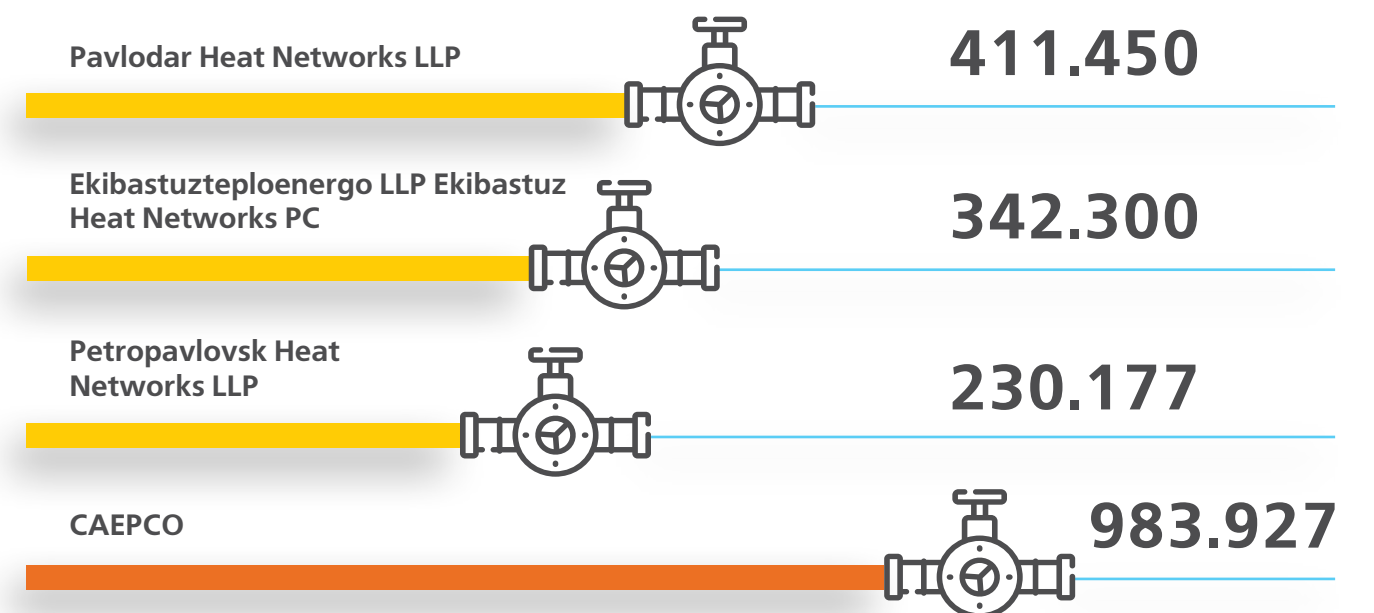 Pavlodar Heat Networks LLP
411.450
Ekibastuzteploenergo LLP Ekibastuz
Heat Networks PC
342.300
Petropavlovsk Heat
Networks LLP
230.177
CAEPCO
983.927